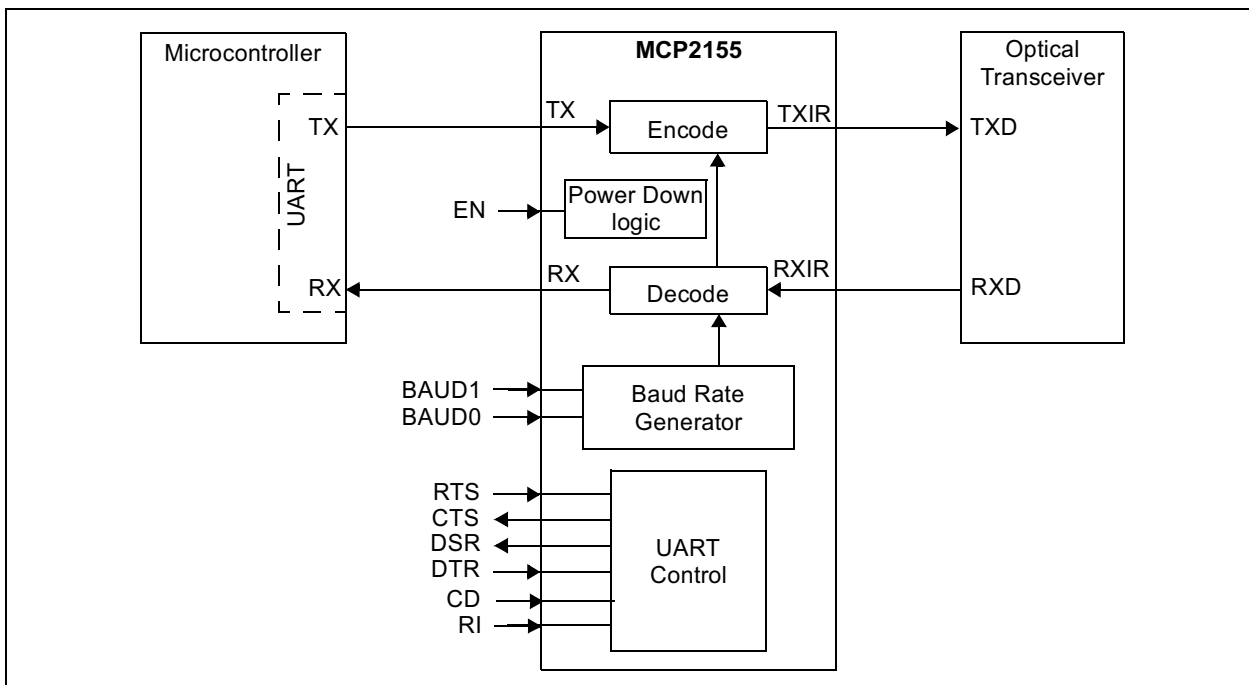 Microcontroller
MCP2155
Optical
Transceiver
TX
TX
Encode
TXIR
TXD
UART
EN
Power Down
logic
RX
RX
Decode
RXIR
RXD
BAUD1
BAUD0
Baud Rate
Generator
RTS
CTS
DSR
DTR
CD
RI
UART
Control